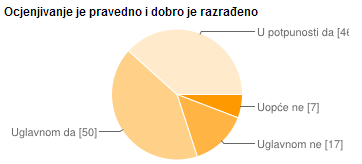 Ocjenjivanje je pravedno i dobro je razrađeno
U potpunosti da [46
Uopće ne [7]
Uglavnom da [50]
Uglavnom ne [17]